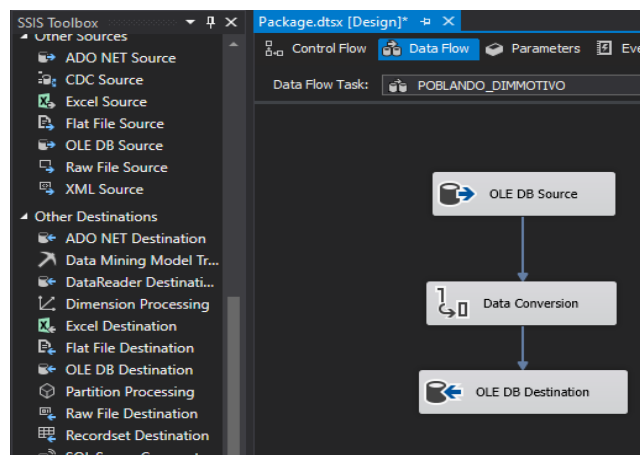 SSIS Toolbox
Other Sources
ADO NET Source
CDC Source
Excel Source
Flat File Source
OLE DB Source
Raw File Source
XML Source
Other Destinations
ADO NET Destination
Data Mining Model Tr...
DataReader Destinati...
Dimension Processing
Excel Destination
Flat File Destination
OLE DB Destination
Partition Processing
Raw File Destination
Recordset Destination
Package.dtsx [Design]*
Control Flow Data Flow Parameters Eve
Data Flow Task: POBLANDO_DIMMOTIVO
OLE DB Source
Data Conversion
OLE DB Destination